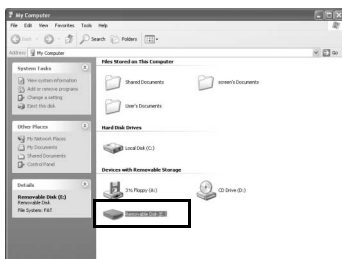 My Computer
File Edit View Favorites Tools Help
Back Search Folders
Address My Computer Go
System Tasks
View system information
Add or remove programs
Change a setting
Eject this disk
Other Places
My Network Places
My Documents
Shared Documents
Control Panel
Details
Removable Disk (E:)
Removable Disk
File System: FAT
Files Stored on This Computer
Shared Documents
screen's Documents
User's Documents
Hard Disk Drives
Local Disk (C:)
Devices with Removable Storage
3½ Floppy (A:)
CD Drive (D:)
Removable Disk (E:)